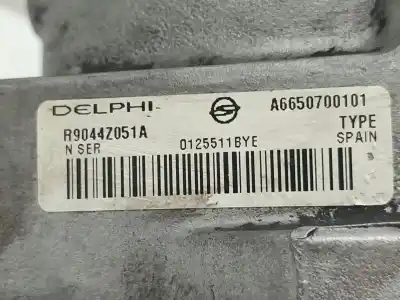 DELPHI A6650700101
R9044Z051A TYPE
N SER 0125511BYE SPAIN